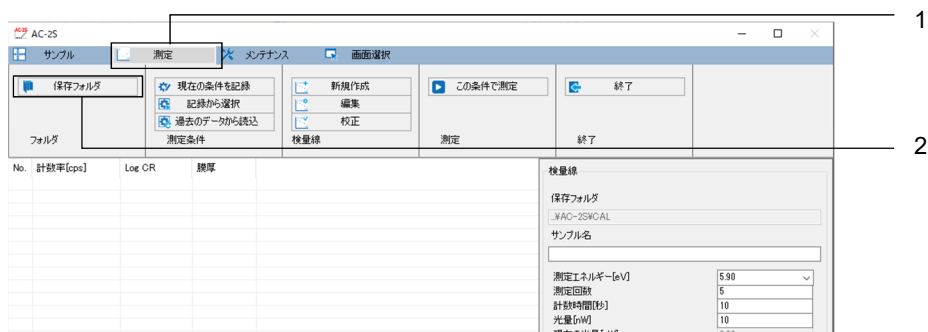 1
AC-2S AC-2S
サンプル 測定 メンテナンス 画面選択
保存フォルダ 現在の条件を記録 新規作成 この条件で測定 終了
記録から選択 編集
過去のデータから読込 校正
フォルダ 測定条件 検量線 測定 終了
2
No. 計数率[cps] Log CR 膜厚
検量線
保存フォルダ
..¥AC-2S¥CAL
サンプル名
測定エネルギー[eV] 5.90
測定回数 5
計数時間[秒] 10
光量[nW] 10